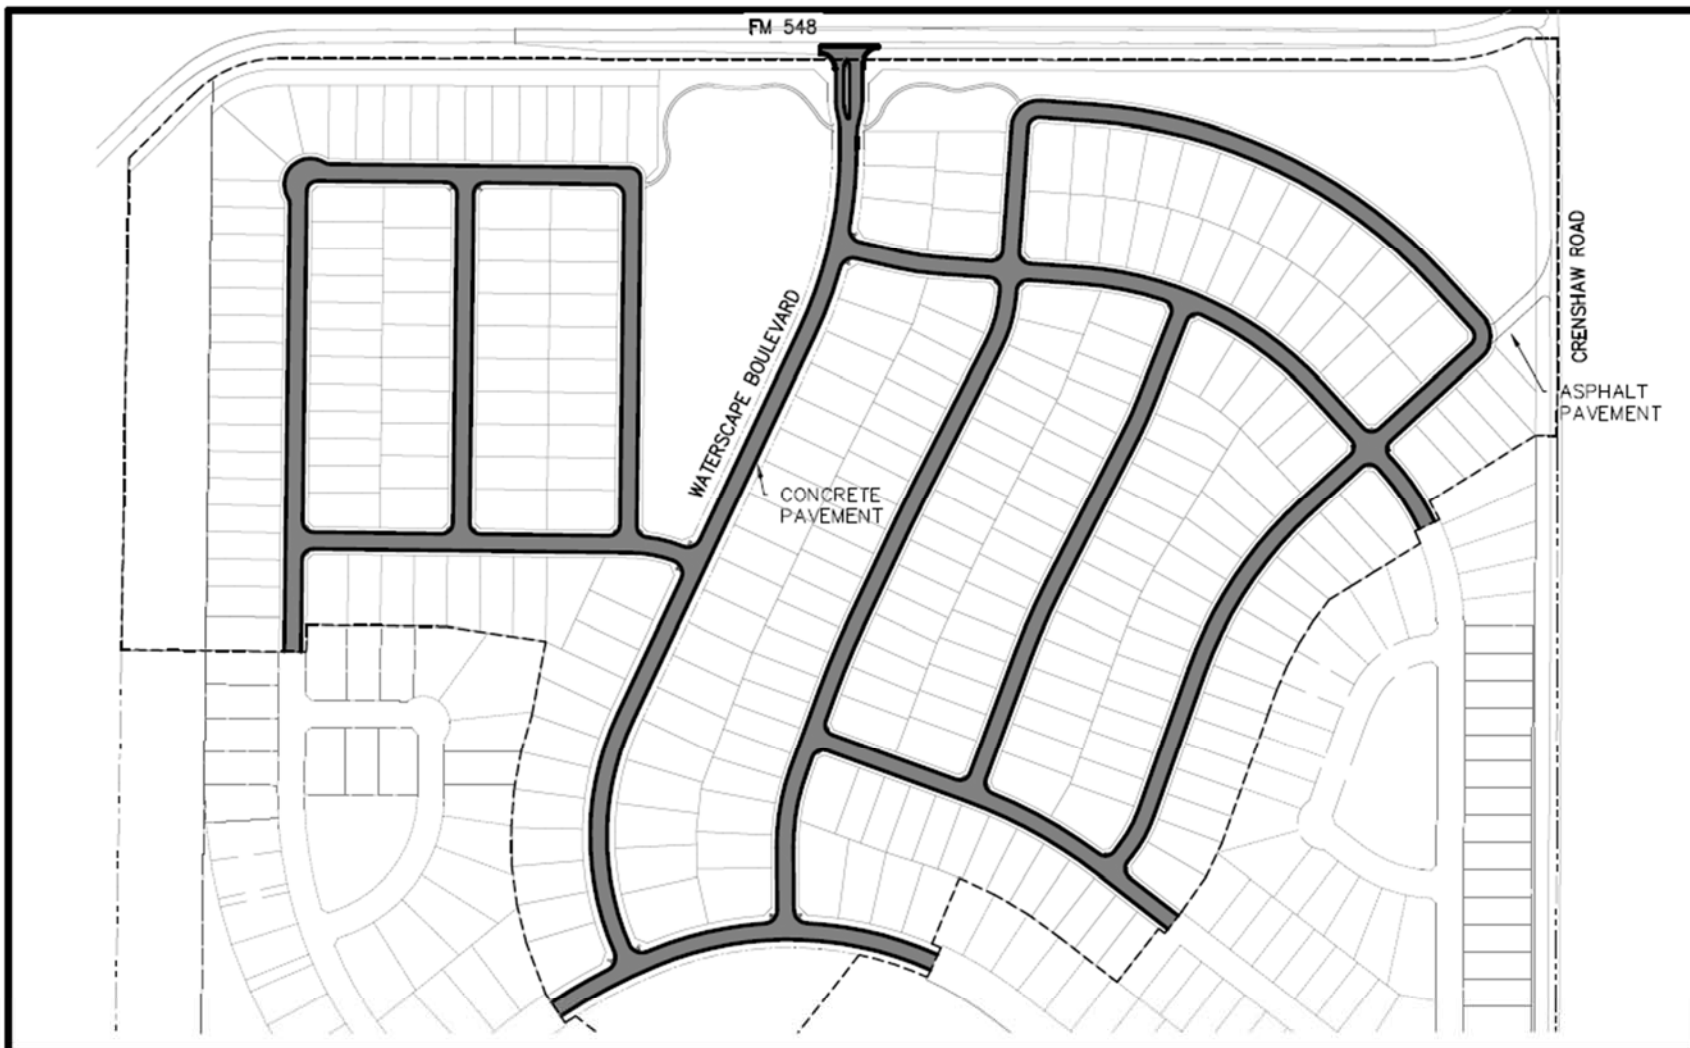 FM 548
CRENSHAW ROAD
WATERSCAPE BOULEVARD
ASPHALT
PAVEMENT
CONCRETE
PAVEMENT